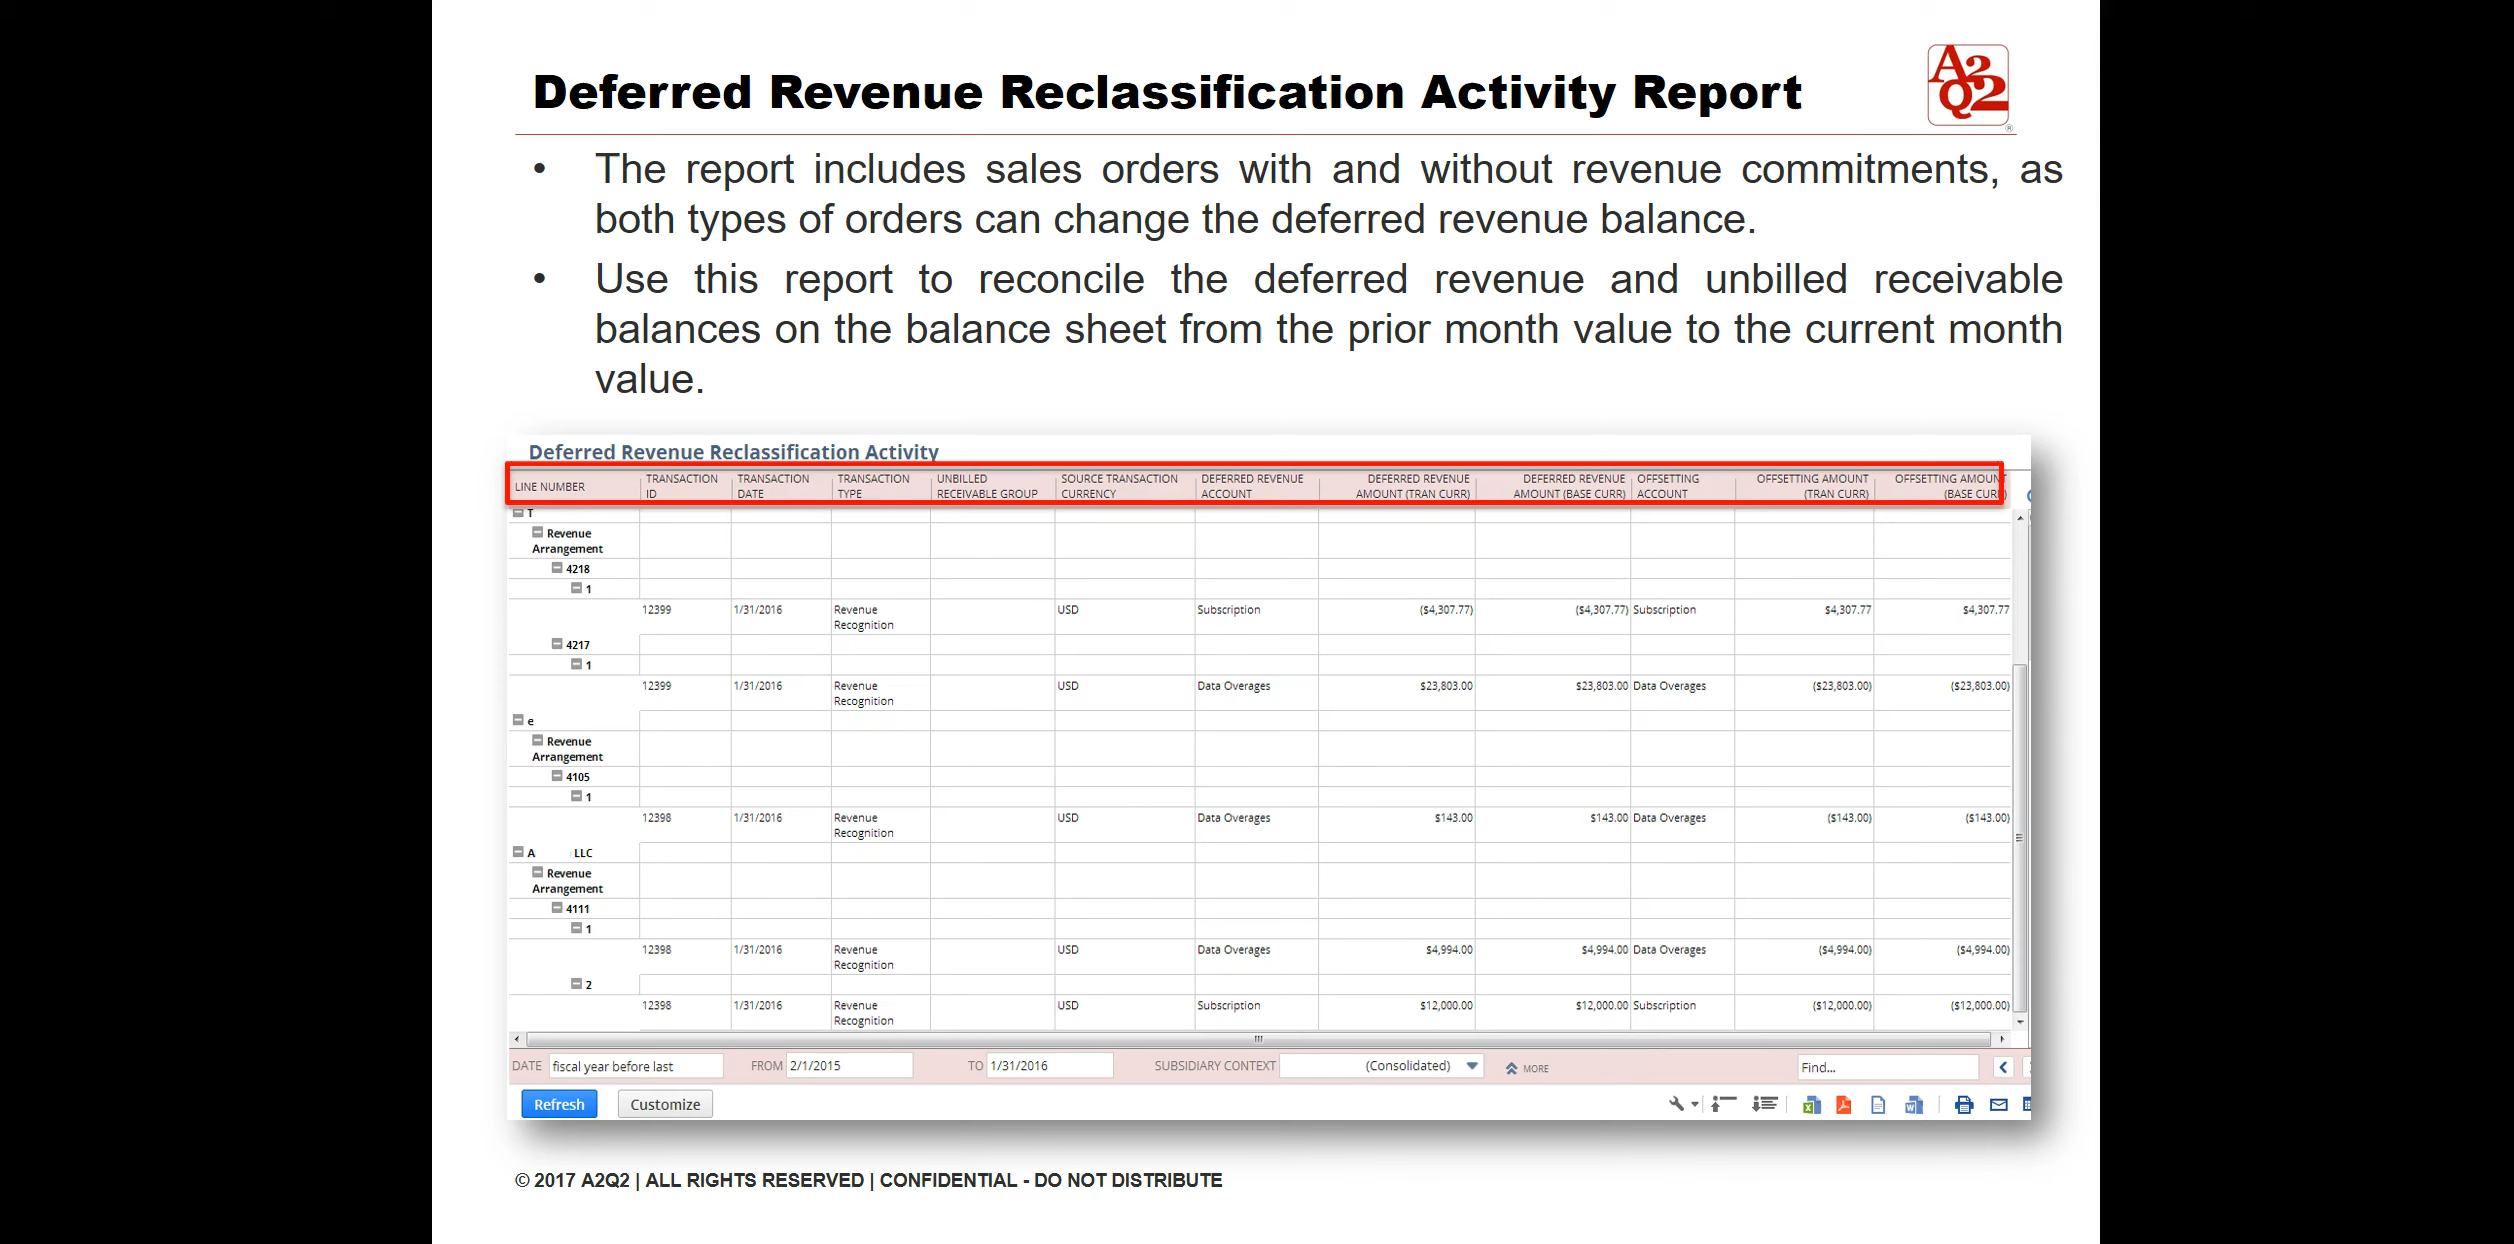 Deferred Revenue Reclassification Activity Report
A2Q2
®
• The report includes sales orders with and without revenue commitments, as
both types of orders can change the deferred revenue balance.
• Use this report to reconcile the deferred revenue and unbilled receivable
balances on the balance sheet from the prior month value to the current month
value.
Deferred Revenue Reclassification Activity
LINE NUMBER TRANSACTION ID TRANSACTION DATE TRANSACTION TYPE UNBILLED RECEIVABLE GROUP SOURCE TRANSACTION CURRENCY DEFERRED REVENUE ACCOUNT DEFERRED REVENUE AMOUNT (TRAN CURR) DEFERRED REVENUE AMOUNT (BASE CURR) OFFSETTING ACCOUNT OFFSETTING AMOUNT (TRAN CURR) OFFSETTING AMOUNT (BASE CURR)
T
Revenue
Arrangement
4218
1
12399 1/31/2016 Revenue Recognition USD Subscription ($4,307.77) ($4,307.77) Subscription $4,307.77 $4,307.77
4217
1
12399 1/31/2016 Revenue Recognition USD Data Overages $23,803.00 $23,803.00 Data Overages ($23,803.00) ($23,803.00)
e
Revenue
Arrangement
4105
1
12398 1/31/2016 Revenue Recognition USD Data Overages $143.00 $143.00 Data Overages ($143.00) ($143.00)
A LLC
Revenue
Arrangement
4111
1
12398 1/31/2016 Revenue Recognition USD Data Overages $4,994.00 $4,994.00 Data Overages ($4,994.00) ($4,994.00)
2
12398 1/31/2016 Revenue Recognition USD Subscription $12,000.00 $12,000.00 Subscription ($12,000.00) ($12,000.00)
DATE fiscal year before last FROM 2/1/2015 TO 1/31/2016 SUBSIDIARY CONTEXT (Consolidated) MORE Find...
Refresh Customize
© 2017 A2Q2 | ALL RIGHTS RESERVED | CONFIDENTIAL - DO NOT DISTRIBUTE